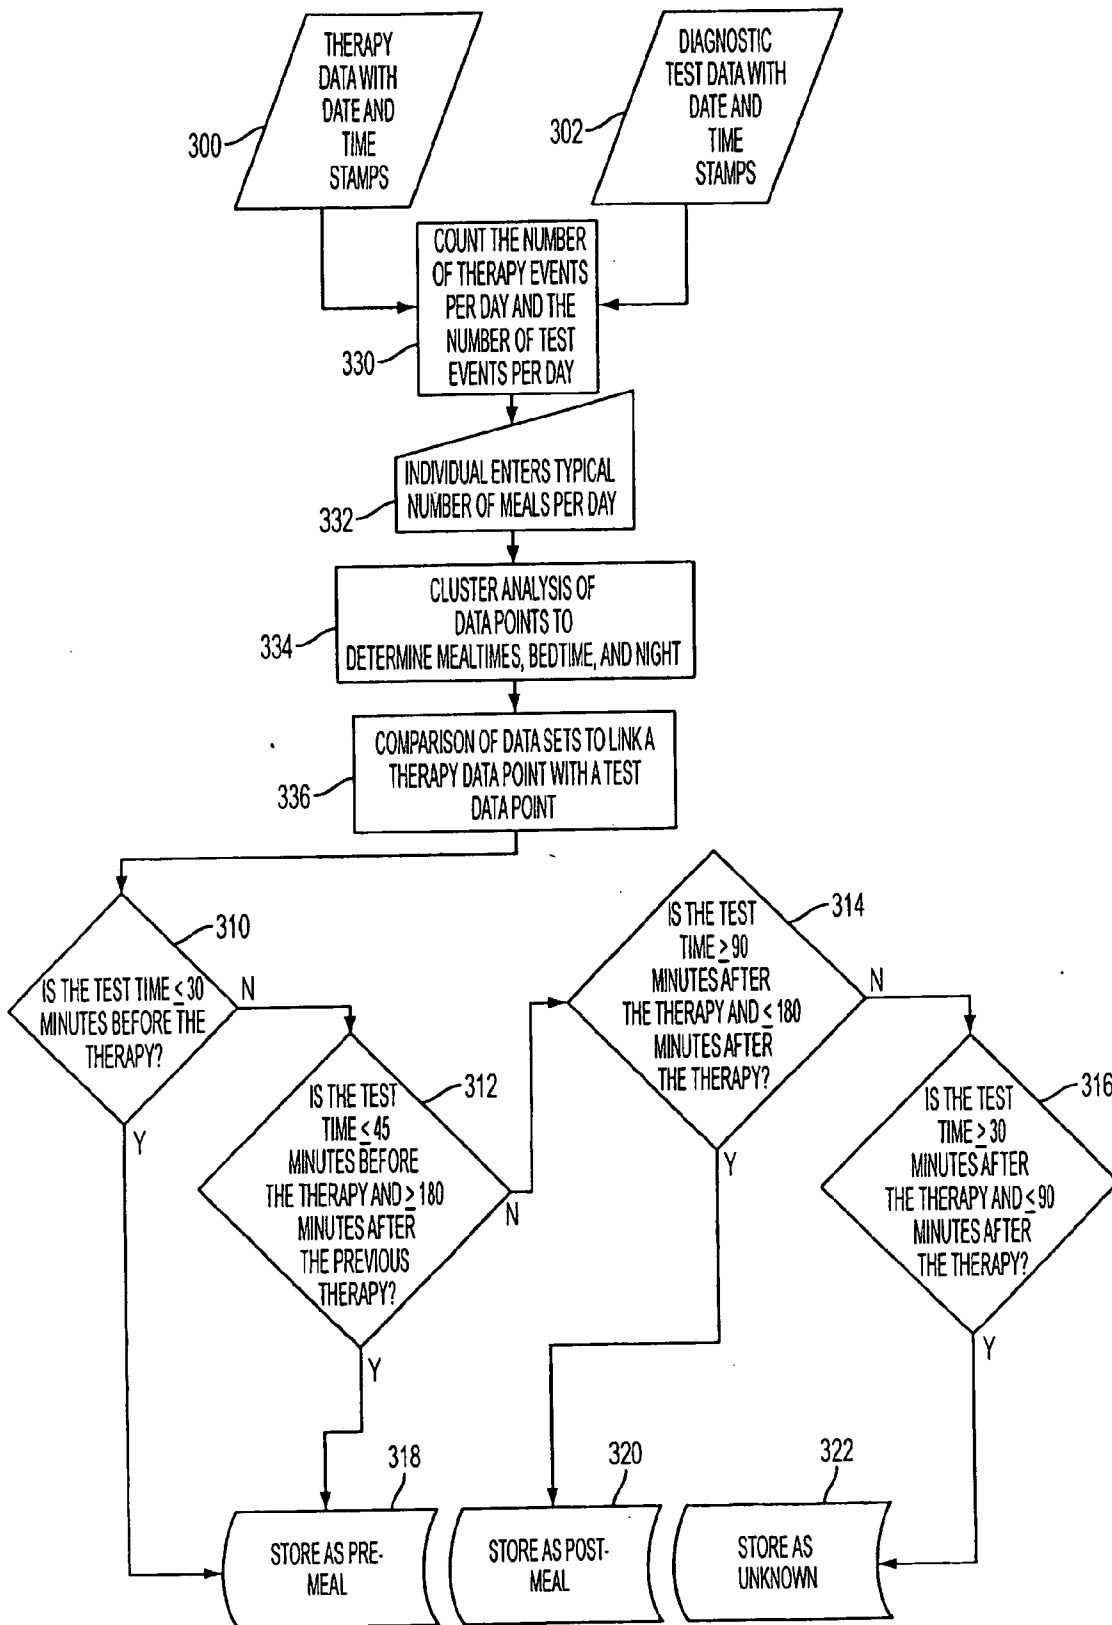 THERAPY
DATA WITH
DATE AND
TIME
STAMPS
300
DIAGNOSTIC
TEST DATA WITH
DATE AND
TIME
STAMPS
302
COUNT THE NUMBER
OF THERAPY EVENTS
PER DAY AND THE
NUMBER OF TEST
EVENTS PER DAY
330
INDIVIDUAL ENTERS TYPICAL
NUMBER OF MEALS PER DAY
332
CLUSTER ANALYSIS OF
DATA POINTS TO
DETERMINE MEALTIMES, BEDTIME, AND NIGHT
334
COMPARISON OF DATA SETS TO LINK A
THERAPY DATA POINT WITH A TEST
DATA POINT
336
310
IS THE TEST TIME ≤ 30
MINUTES BEFORE THE
THERAPY?
N
Y
312
IS THE TEST
TIME ≤ 45
MINUTES BEFORE
THE THERAPY AND ≥ 180
MINUTES AFTER
THE PREVIOUS
THERAPY?
N
Y
314
IS THE TEST
TIME ≥ 90
MINUTES AFTER
THE THERAPY AND ≤ 180
MINUTES AFTER
THE THERAPY?
N
Y
316
IS THE TEST
TIME ≥ 30
MINUTES AFTER
THE THERAPY AND ≤ 90
MINUTES AFTER
THE THERAPY?
Y
318
STORE AS PRE-
MEAL
320
STORE AS POST-
MEAL
322
STORE AS
UNKNOWN